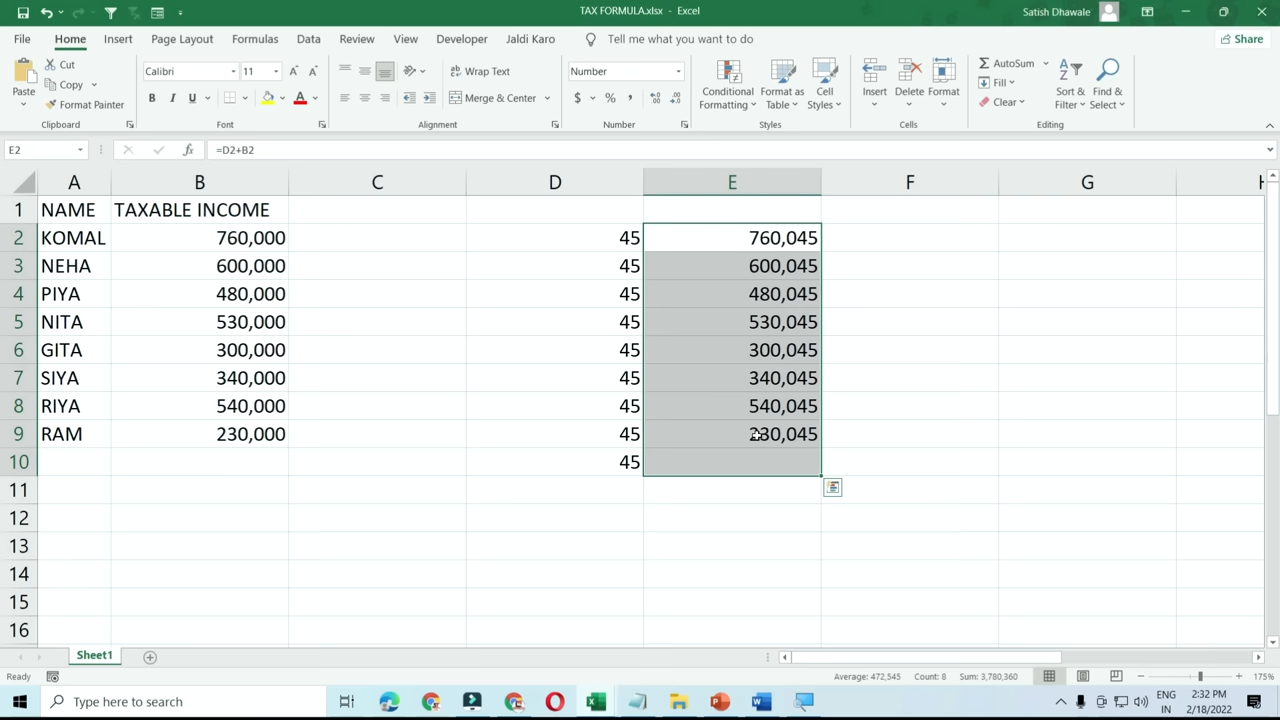 TAX FORMULA.xlsx - Excel
Satish Dhawale
File Home Insert Page Layout Formulas Data Review View Developer Jaldi Karo Tell me what you want to do Share
Paste
Cut
Copy
Format Painter
Clipboard
Calibri 11
B I U
Font
Wrap Text
Merge & Center
Alignment
Number
$ % ,
Number
Conditional Formatting
Format as Table
Cell Styles
Styles
Insert
Delete
Format
Cells
AutoSum
Fill
Clear
Sort & Filter
Find & Select
Editing
E2 fx =D2+B2
A B C D E F G H
1 NAME TAXABLE INCOME
2 KOMAL 760,000 45 760,045
3 NEHA 600,000 45 600,045
4 PIYA 480,000 45 480,045
5 NITA 530,000 45 530,045
6 GITA 300,000 45 300,045
7 SIYA 340,000 45 340,045
8 RIYA 540,000 45 540,045
9 RAM 230,000 45 230,045
10 45
11
12
13
14
15
16
Sheet1
Ready Average: 472,545 Count: 8 Sum: 3,780,360 175%
Type here to search
ENG
IN
2:32 PM
2/18/2022